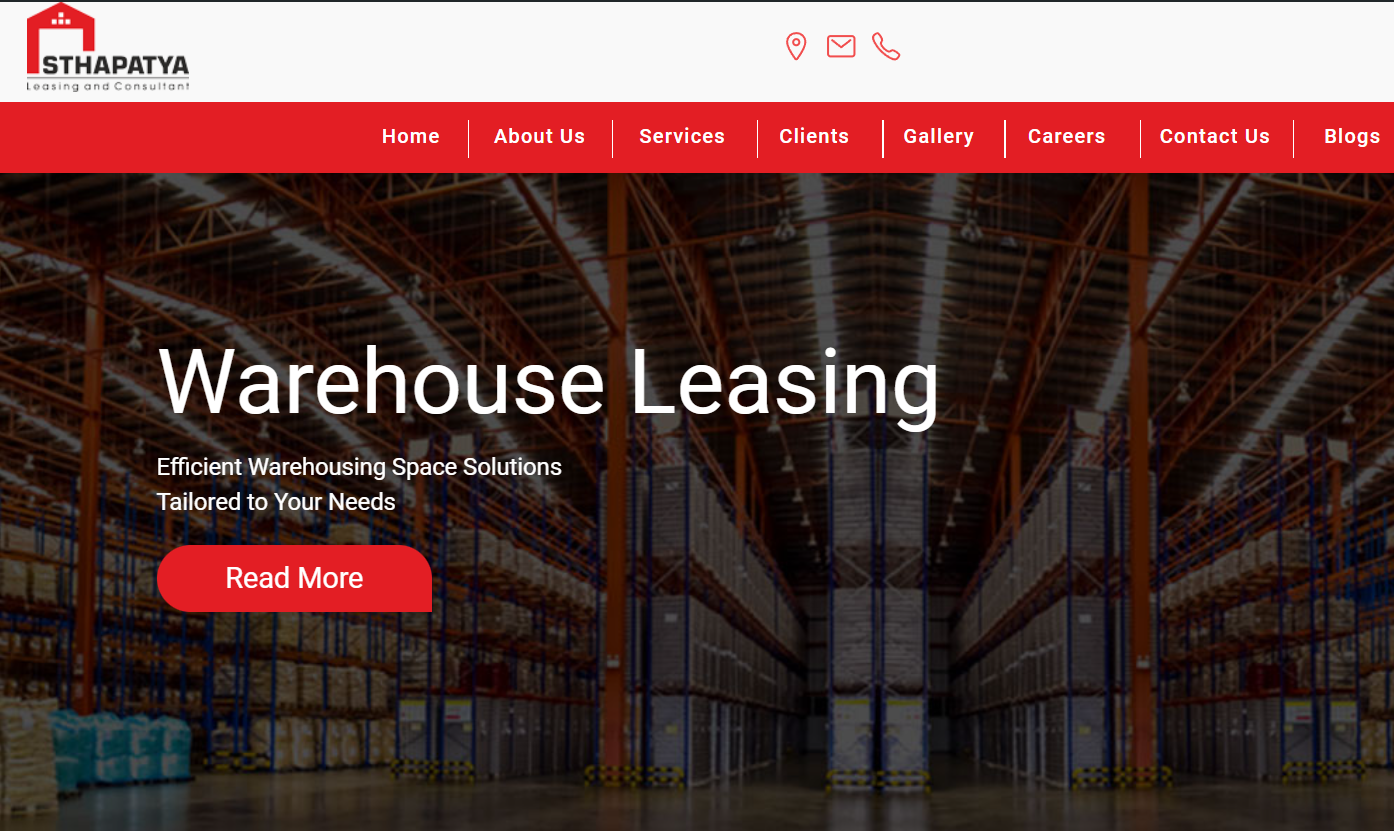 STHAPATYA
Leasing and Consultant
Home
About Us
Services
Clients
Gallery
Careers
Contact Us
Blogs
Warehouse Leasing
Efficient Warehousing Space Solutions
Tailored to Your Needs
Read More